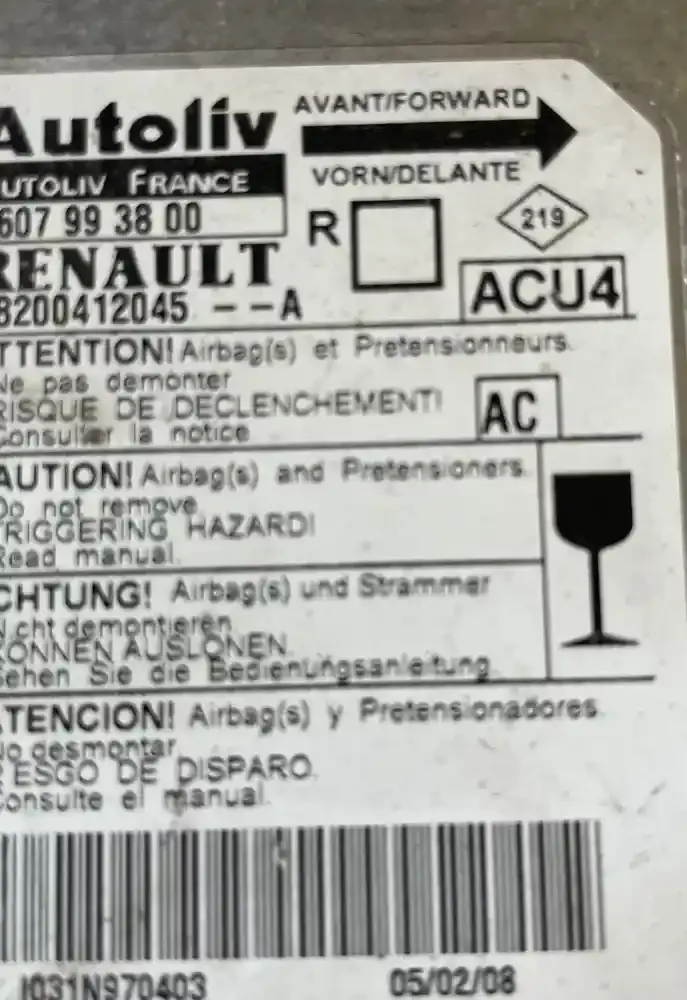 Autoliv
AVANT/FORWARD
UTOLIV FRANCE
VORN/DELANTE
607 99 38 00
R
219
RENAULT
8200412045 --A
ACU4
TTENTION! Airbag(s) et Pretensionneurs.
Ne pas demonter
RISQUE DE DECLENCHEMENT!
Consulter la notice
AC
AUTION! Airbag(s) and Pretensioners.
Do not remove
TRIGGERING HAZARD!
Read manual.
CHTUNG! Airbag(s) und Strammer
Nicht demontieren
KONNEN AUSLONEN.
Sehen Sie die Bedienungsanleitung.
TENCION! Airbag(s) y Pretensionadores.
No desmontar
ESGO DE DISPARO.
Consulte el manual.
I031N970403
05/02/08